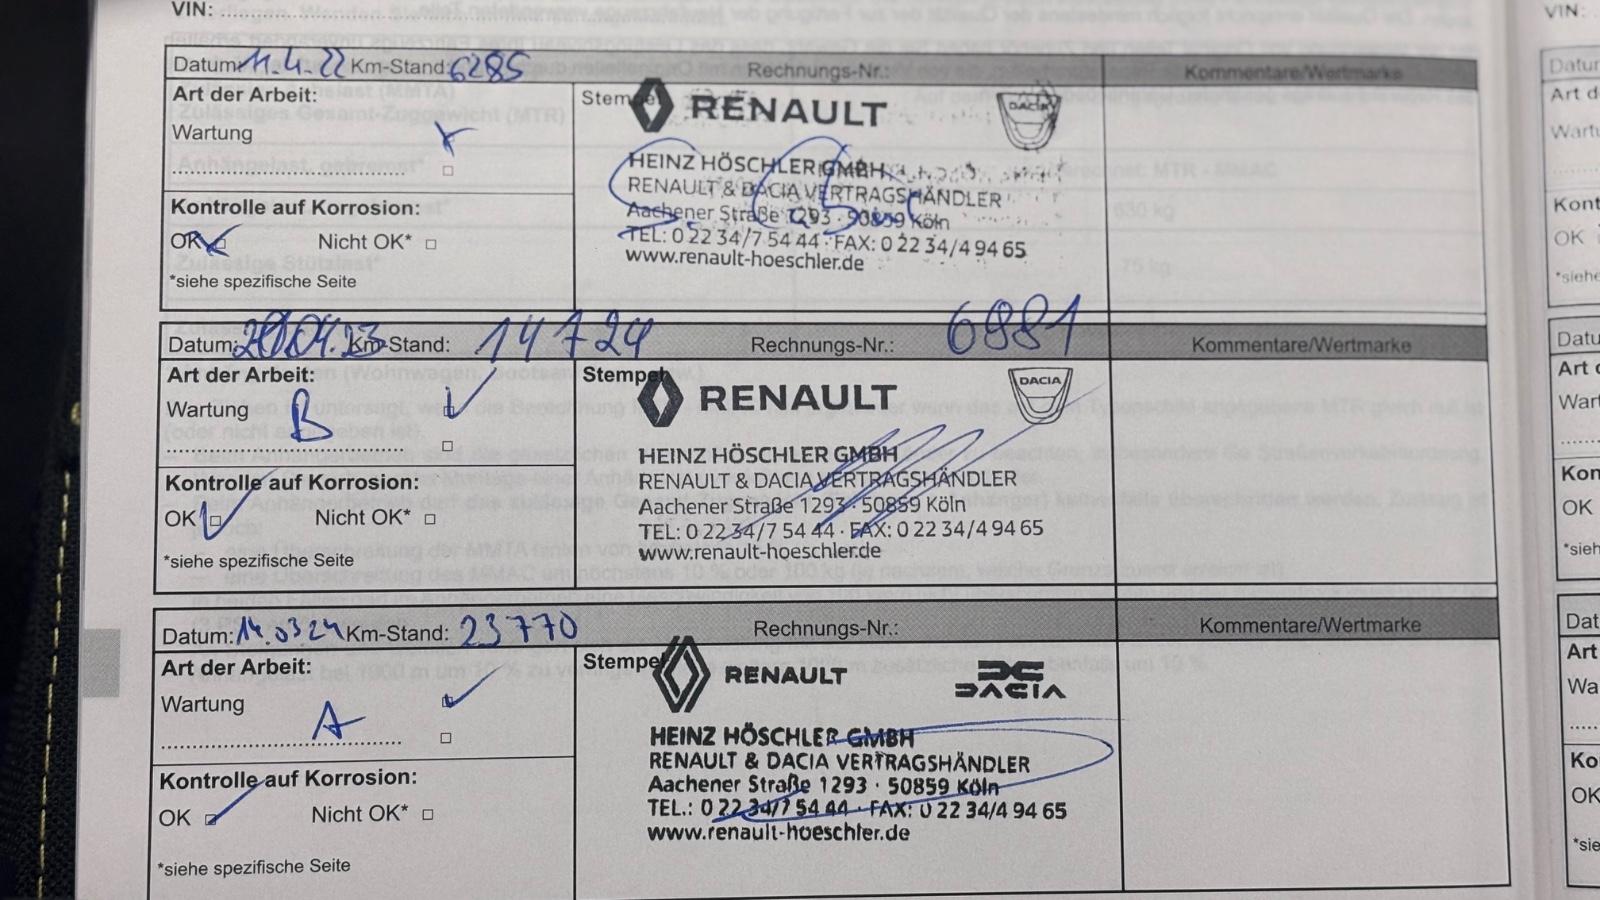 VIN:
Datum: 11.4.22 Km-Stand: 6285 Rechnungs-Nr.: Kommentare/Wertmarke
Art der Arbeit:
Wartung
Stempel
RENAULT
DACIA
HEINZ HÖSCHLER GMBH
RENAULT & DACIA VERTRAGSHÄNDLER
Aachener Straße 1293 · 50859 Köln
TEL: 0 22 34/7 54 44 · FAX: 0 22 34/4 94 65
www.renault-hoeschler.de
Kontrolle auf Korrosion:
OK Nicht OK*
*siehe spezifische Seite
Datum: 04.23 Km-Stand: 14724 Rechnungs-Nr.: 6981 Kommentare/Wertmarke
Art der Arbeit:
Wartung B
Stempel
RENAULT
DACIA
HEINZ HÖSCHLER GMBH
RENAULT & DACIA VERTRAGSHÄNDLER
Aachener Straße 1293 · 50859 Köln
TEL: 0 22 34/7 54 44 · FAX: 0 22 34/4 94 65
www.renault-hoeschler.de
Kontrolle auf Korrosion:
OK Nicht OK*
*siehe spezifische Seite
Datum: 14.03 24 Km-Stand: 23770 Rechnungs-Nr.: Kommentare/Wertmarke
Art der Arbeit:
Wartung
A
Stempel
RENAULT
DACIA
HEINZ HÖSCHLER GMBH
RENAULT & DACIA VERTRAGSHÄNDLER
Aachener Straße 1293 · 50859 Köln
TEL.: 0 22 34/7 54 44 · FAX: 0 22 34/4 94 65
www.renault-hoeschler.de
Kontrolle auf Korrosion:
OK Nicht OK*
*siehe spezifische Seite
VIN:
OK
OK
OK